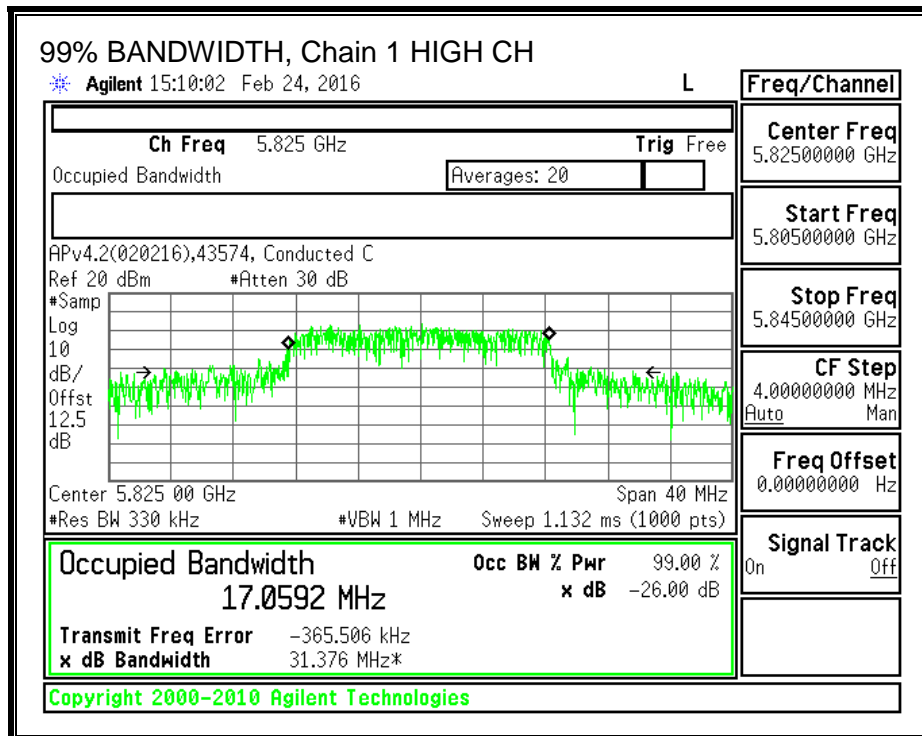 99% BANDWIDTH, Chain 1 HIGH CH
Agilent 15:10:02 Feb 24, 2016 L
Freq/Channel
Ch Freq 5.825 GHz Trig Free
Occupied Bandwidth Averages: 20
APv4.2(020216),43574, Conducted C
Ref 20 dBm #Atten 30 dB
#Samp
Log
10
dB/
Offst
12.5
dB
Center 5.825 00 GHz Span 40 MHz
#Res BW 330 kHz #VBW 1 MHz Sweep 1.132 ms (1000 pts)
Occupied Bandwidth Occ BW % Pwr 99.00 %
17.0592 MHz x dB -26.00 dB
Transmit Freq Error -365.506 kHz
x dB Bandwidth 31.376 MHz*
Copyright 2000-2010 Agilent Technologies
Center Freq
5.82500000 GHz
Start Freq
5.80500000 GHz
Stop Freq
5.84500000 GHz
CF Step
4.00000000 MHz
Auto Man
Freq Offset
0.00000000 Hz
Signal Track
On Off